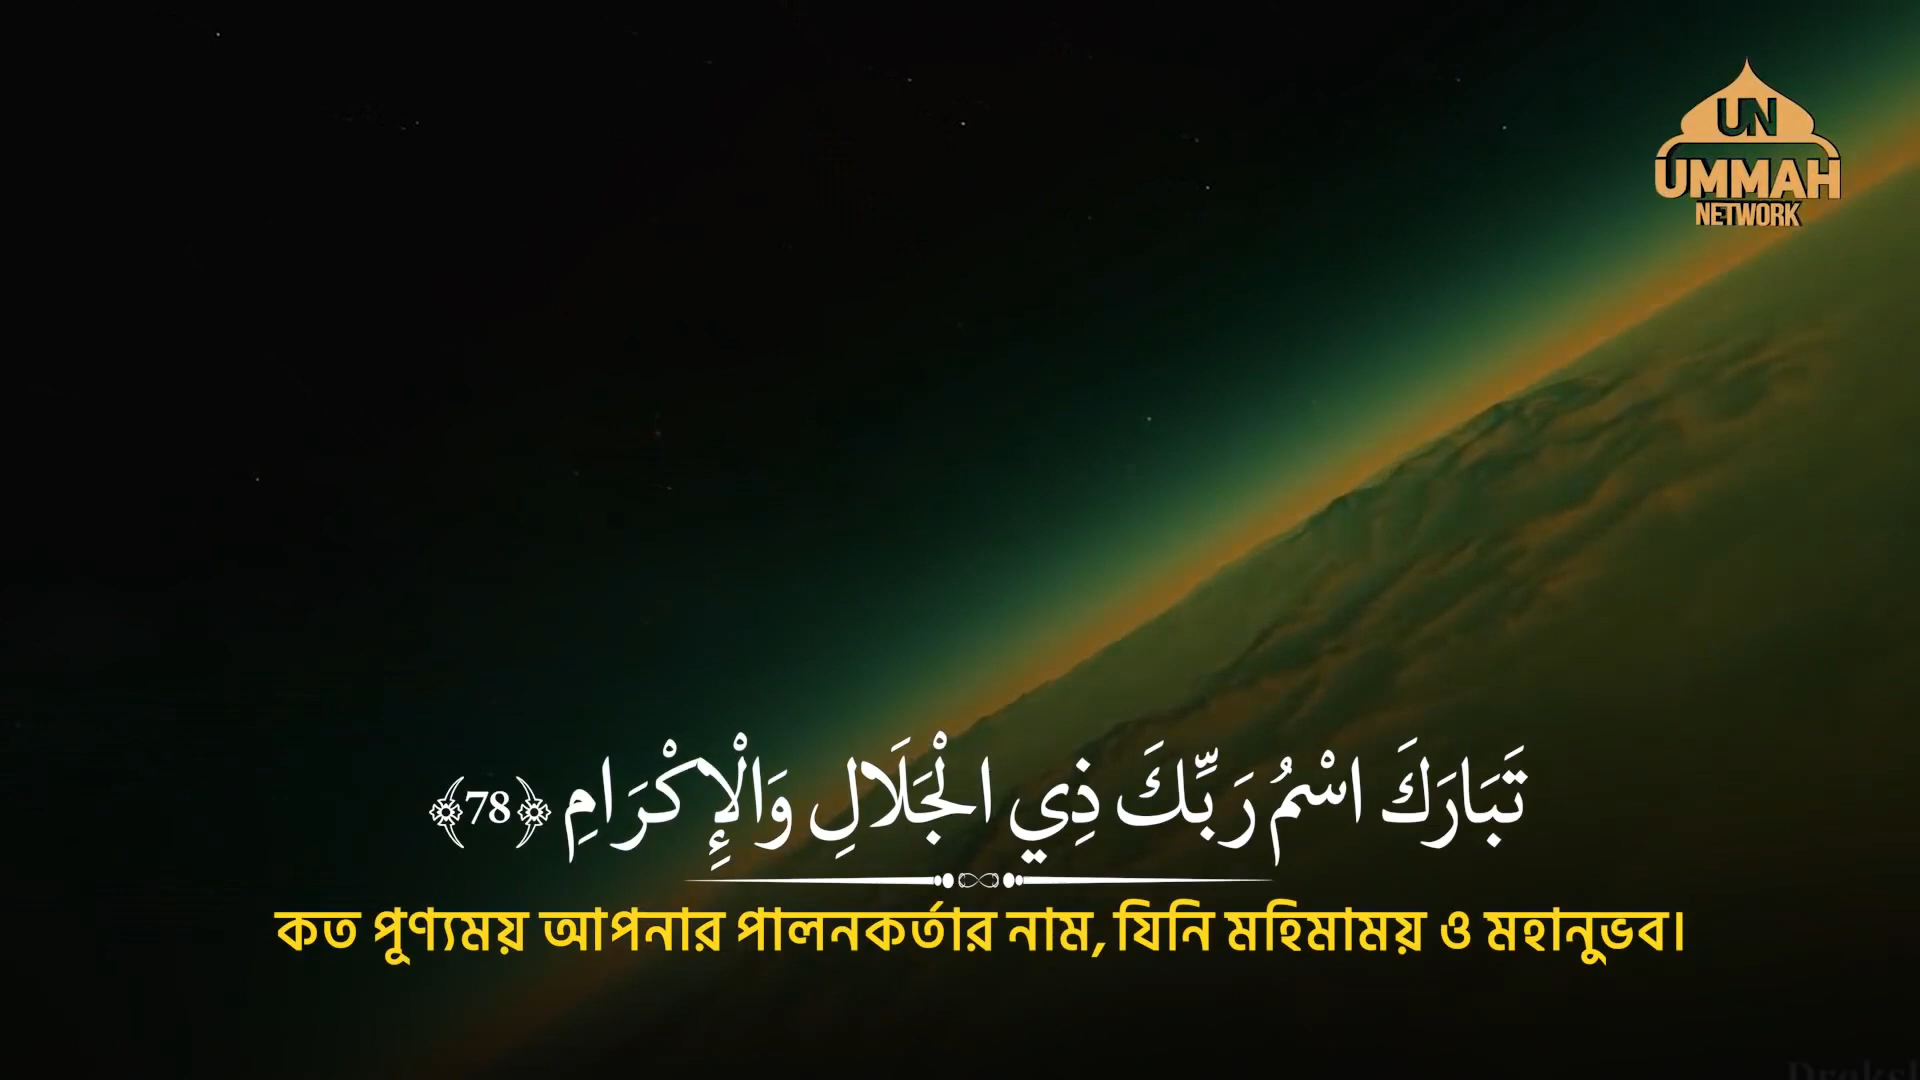 UN
UMMAH
NETWORK
تَبَارَكَ اسْمُ رَبِّكَ ذِي الْجَلَالِ وَالْإِكْرَامِ ﴿78﴾
কত পূণ্যময় আপনার পালনকর্তার নাম, যিনি মহিমাময় ও মহানুভব।